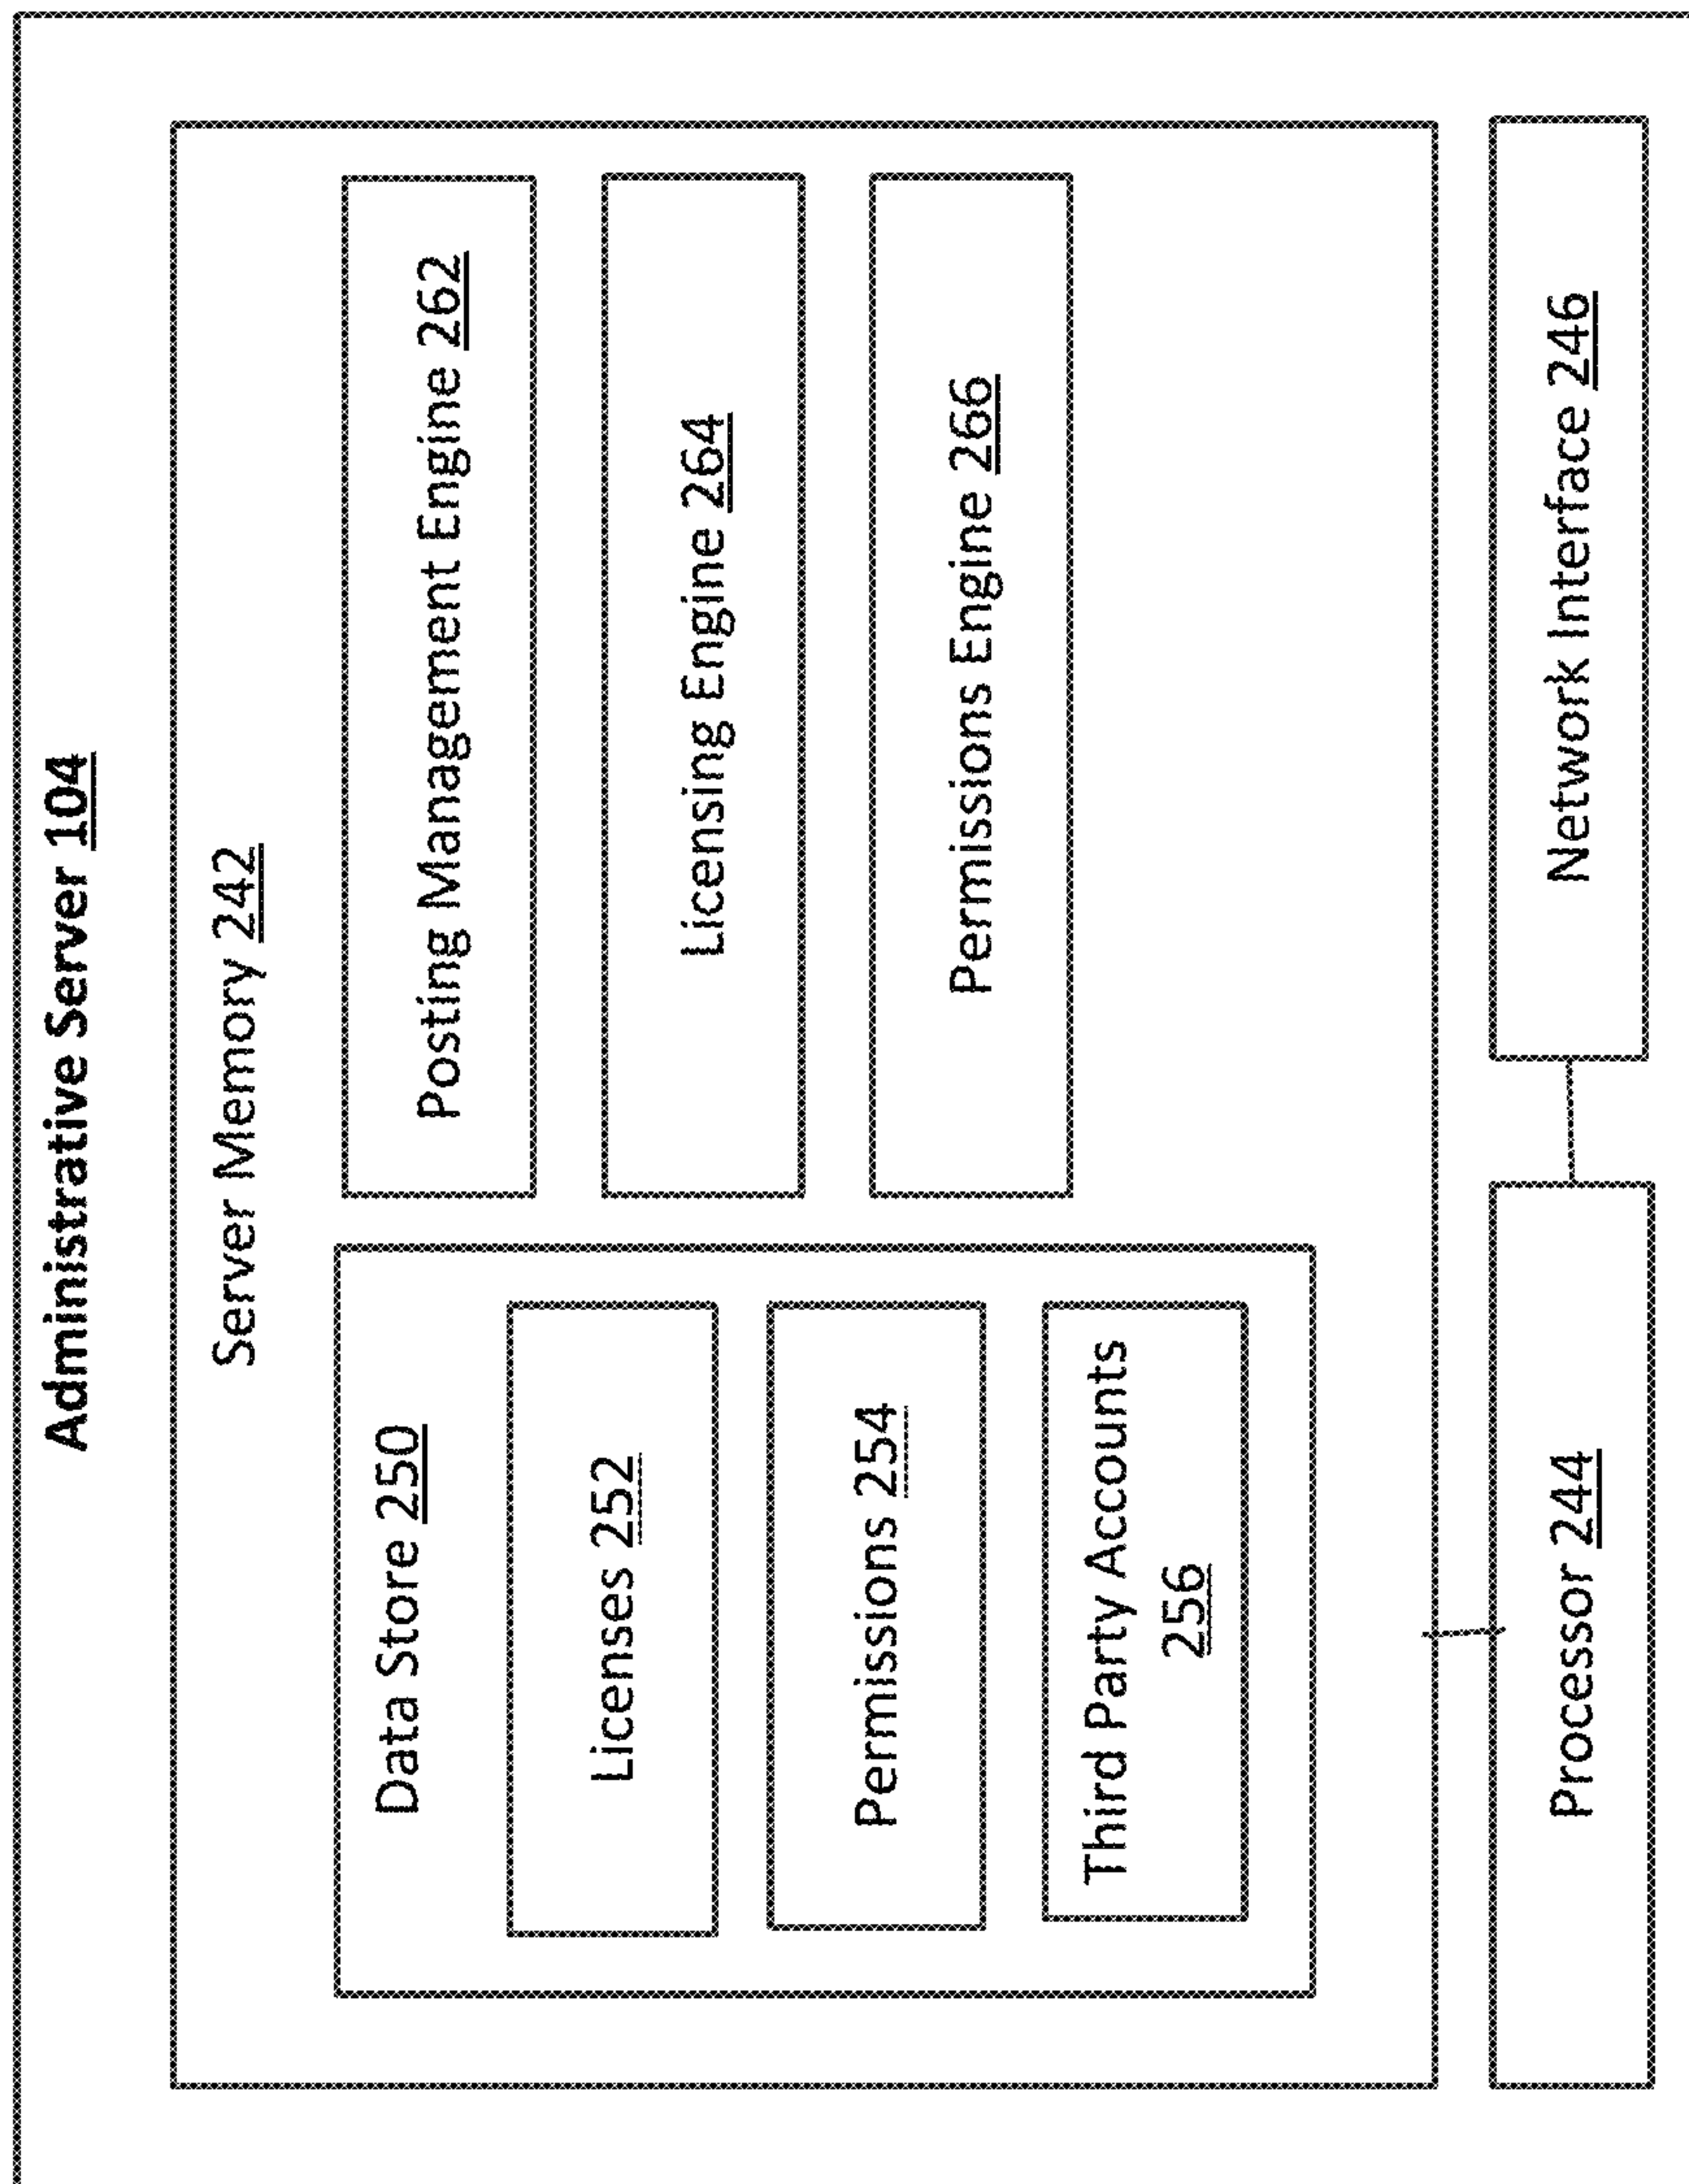 Administrative Server 104
Server Memory 242
Data Store 250
Licenses 252
Permissions 254
Third Party Accounts
256
Posting Management Engine 262
Licensing Engine 264
Permissions Engine 266
Processor 244
Network Interface 246